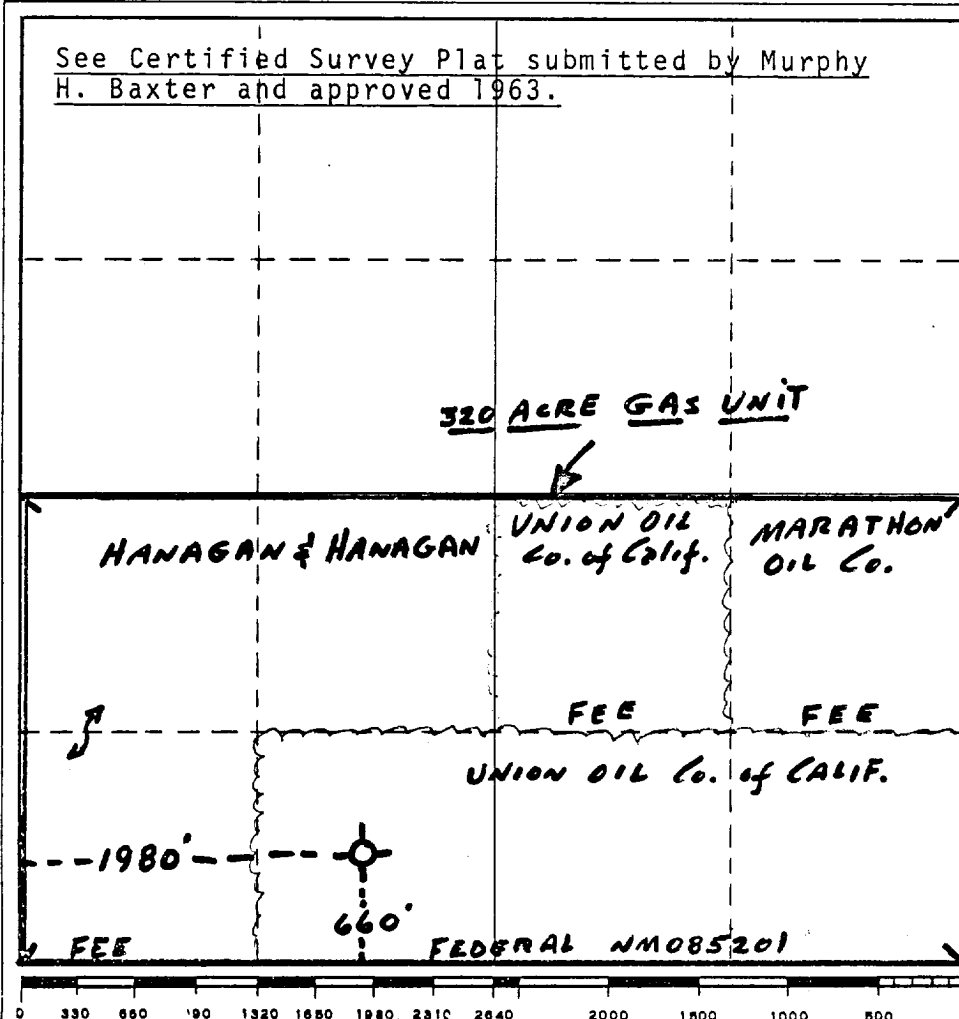 See Certified Survey Plat submitted by Murphy
H. Baxter and approved 1963.
320 ACRE GAS UNIT
HANAGAN & HANAGAN
UNION OIL
Co. of Calif.
MARATHON
OIL Co.
FEE
FEE
UNION OIL Co. of CALIF.
1980'
660'
FEE
FEDERAL NM085201
0 330 660 '90 1320 1650 1980 2310 2640 2000 1500 1000 500